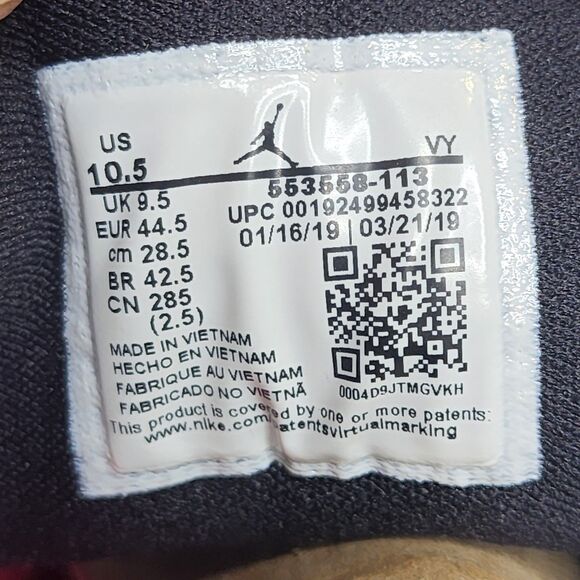 US
10.5
VY
UK 9.5
EUR 44.5
cm 28.5
BR 42.5
CN 285
(2.5)
553558-113
UPC 00192499458322
01/16/19 | 03/21/19
0004D9JTMGVKH
MADE IN VIETNAM
HECHO EN VIETNAM
FABRIQUE AU VIETNAM
FABRICADO NO VIETNÃ
This product is covered by one or more patents:
www.nike.com/patentsvirtualmarking